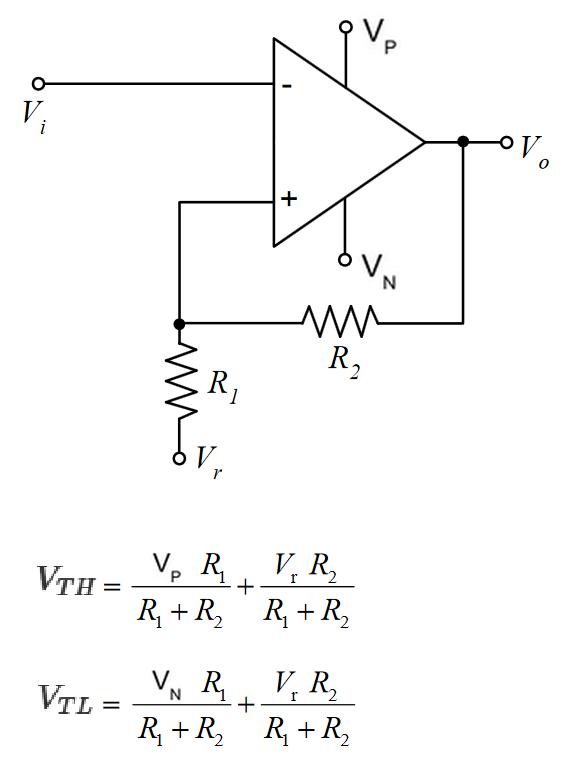 V_P
-
V_i
V_o
+
V_N
R_2
R_1
V_r
V_{TH} = \frac{V_P R_1}{R_1 + R_2} + \frac{V_r R_2}{R_1 + R_2}
V_{TL} = \frac{V_N R_1}{R_1 + R_2} + \frac{V_r R_2}{R_1 + R_2}